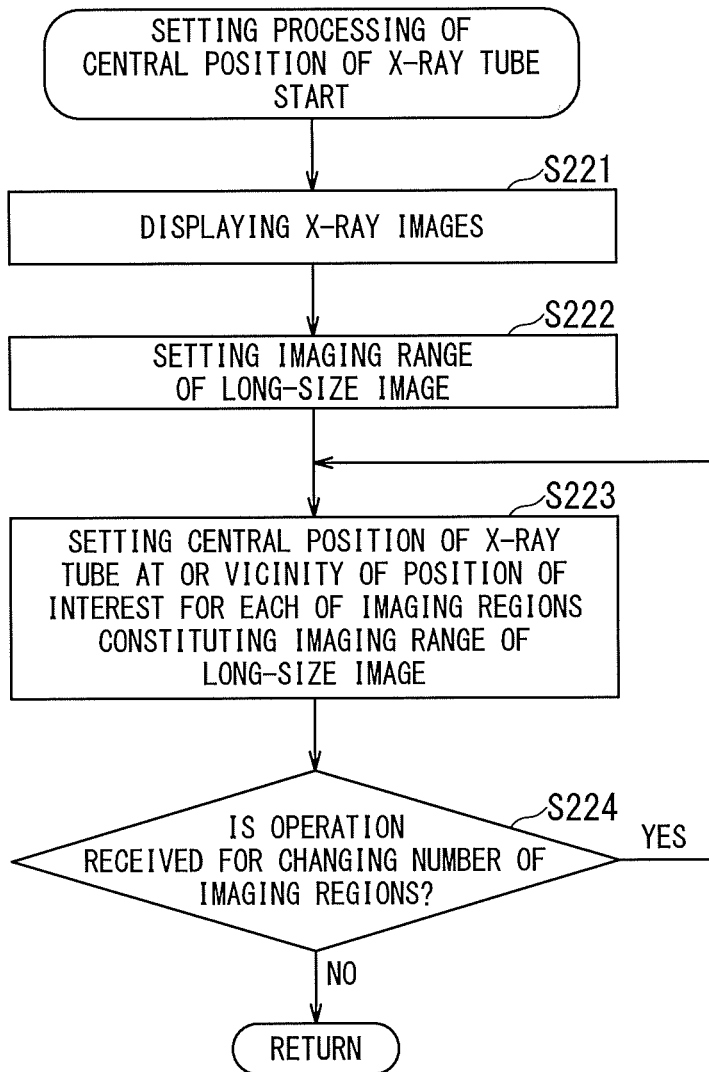 SETTING PROCESSING OF
CENTRAL POSITION OF X-RAY TUBE
START
S221
DISPLAYING X-RAY IMAGES
S222
SETTING IMAGING RANGE
OF LONG-SIZE IMAGE
S223
SETTING CENTRAL POSITION OF X-RAY
TUBE AT OR VICINITY OF POSITION OF
INTEREST FOR EACH OF IMAGING REGIONS
CONSTITUTING IMAGING RANGE OF
LONG-SIZE IMAGE
S224
IS OPERATION
RECEIVED FOR CHANGING NUMBER OF
IMAGING REGIONS?
YES
NO
RETURN